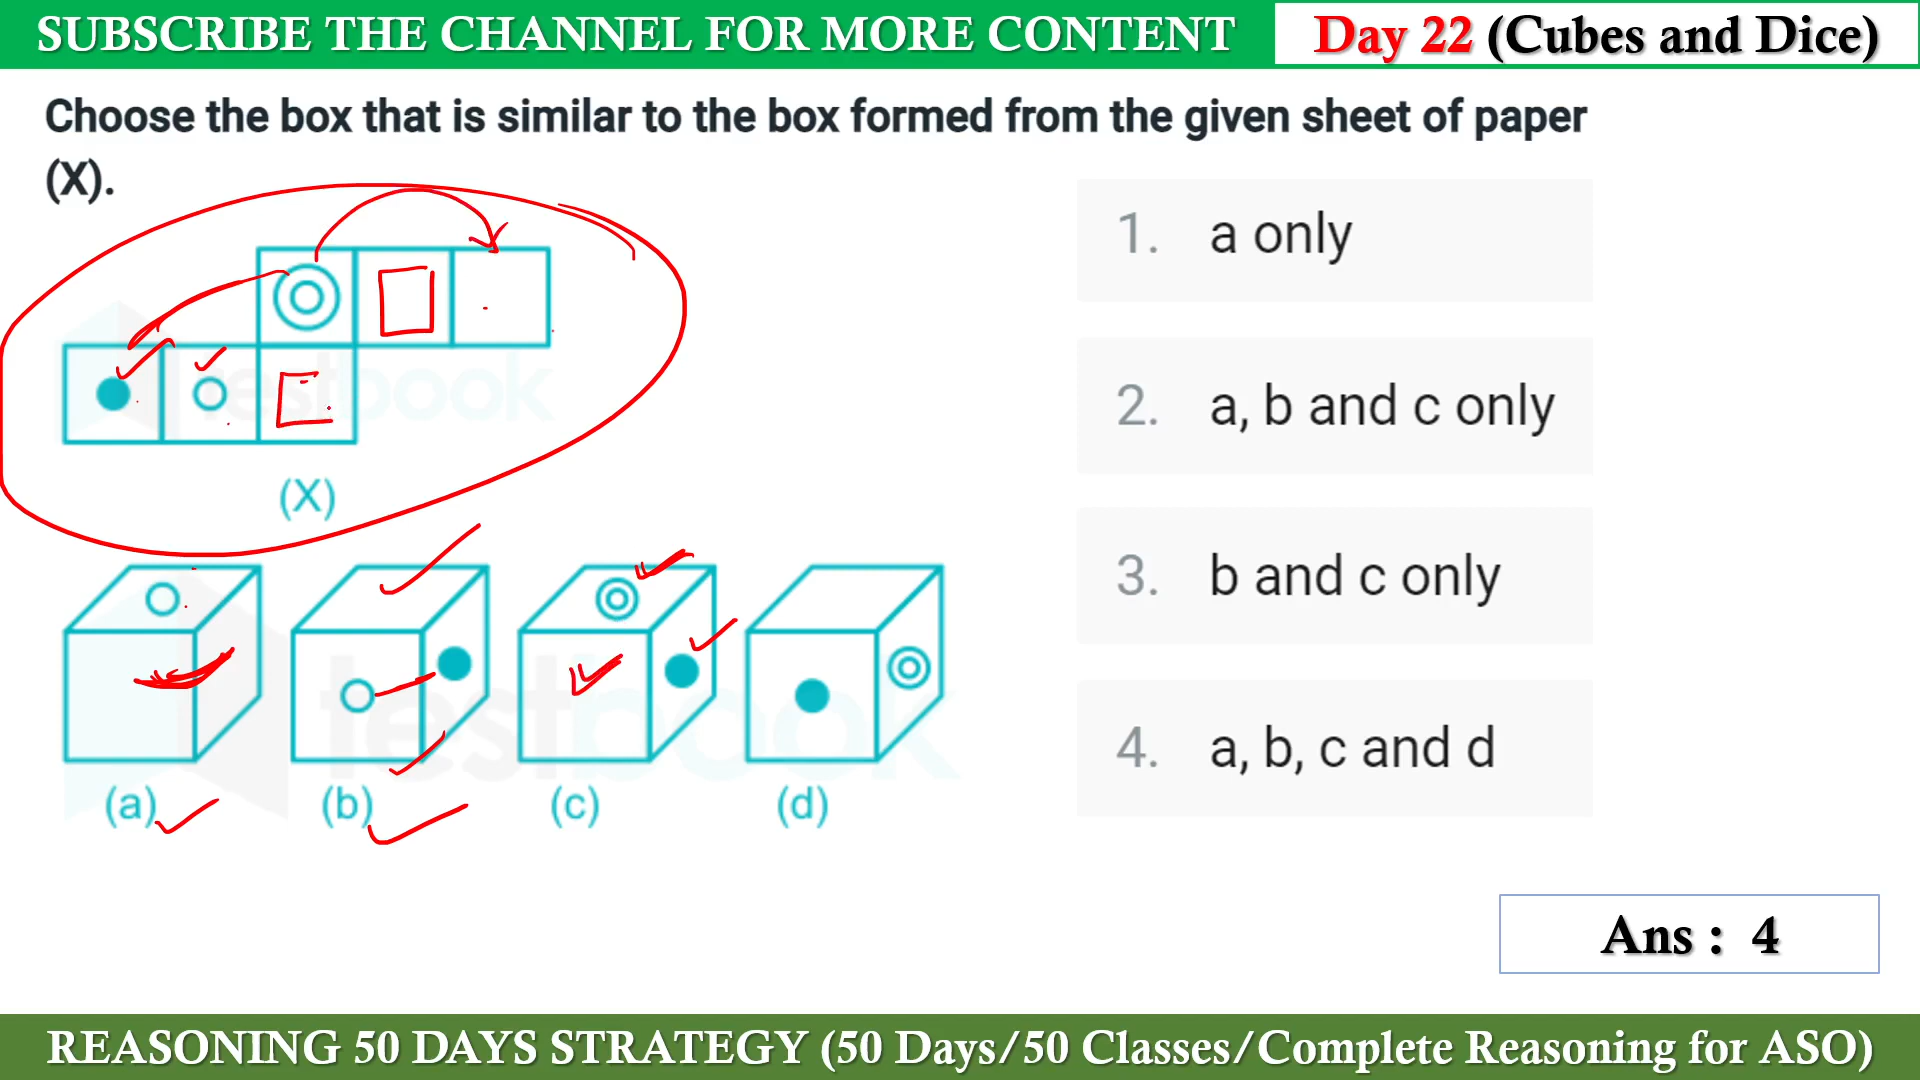 SUBSCRIBE THE CHANNEL FOR MORE CONTENT
Day 22 (Cubes and Dice)
Choose the box that is similar to the box formed from the given sheet of paper
(X).
1. a only
2. a, b and c only
3. b and c only
4. a, b, c and d
testbook
(X)
testbook
(a)
(b)
(c)
(d)
Ans : 4
REASONING 50 DAYS STRATEGY (50 Days/50 Classes/Complete Reasoning for ASO)